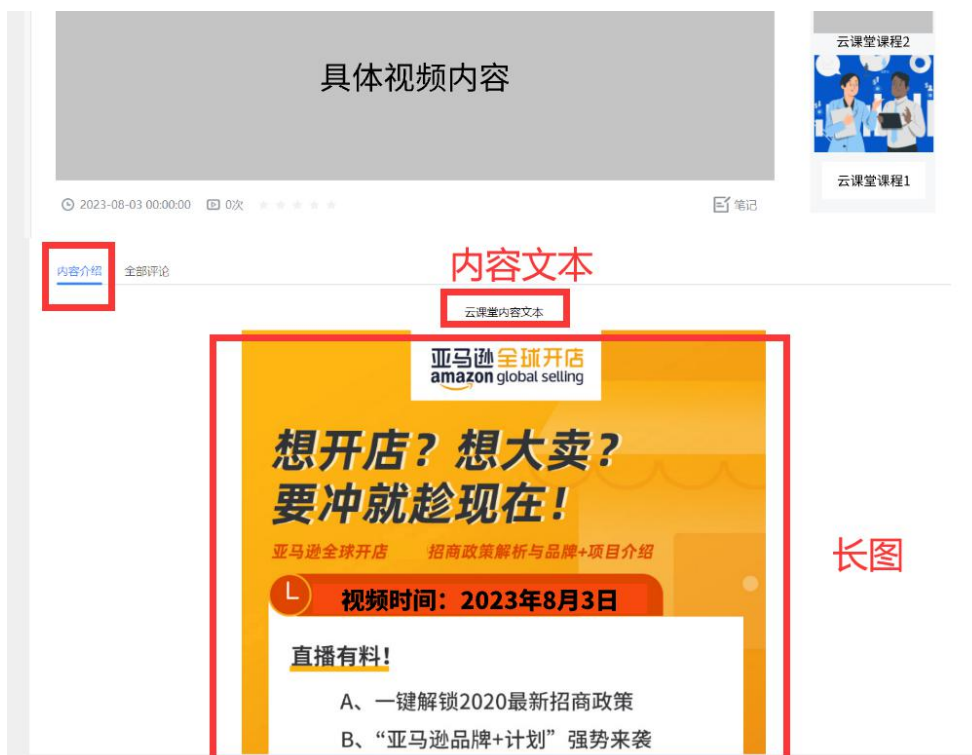 具体视频内容
云课堂课程2
云课堂课程1
2023-08-03 00:00:00 0次 笔记
内容介绍 全部评论
内容文本
云课堂内容文本
亚马逊全球开店
amazon global selling
想开店？想大卖？
要冲就趁现在！
亚马逊全球开店 招商政策解析与品牌+项目介绍
长图
视频时间：2023年8月3日
直播有料！
A、一键解锁2020最新招商政策
B、“亚马逊品牌+计划”强势来袭